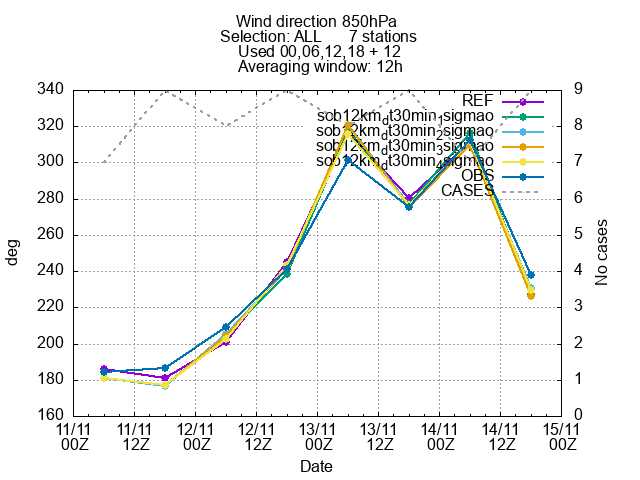 Wind direction 850hPa
Selection: ALL 7 stations
Used 00,06,12,18 + 12
Averaging window: 12h
340
320
300
280
260
240
220
200
180
160
deg
9
8
7
6
5
4
3
2
1
0
No cases
REF
scb12km_dt30min_1sigmao
sob12km_dt30min_2sigmao
sob12km_dt30min_3sigmao
sob12km_dt30min_4sigmao
OBS
CASES
11/11 11/11 12/11 12/11 13/11 13/11 14/11 14/11 15/11
00Z 12Z 00Z 12Z 00Z 12Z 00Z 12Z 00Z
Date